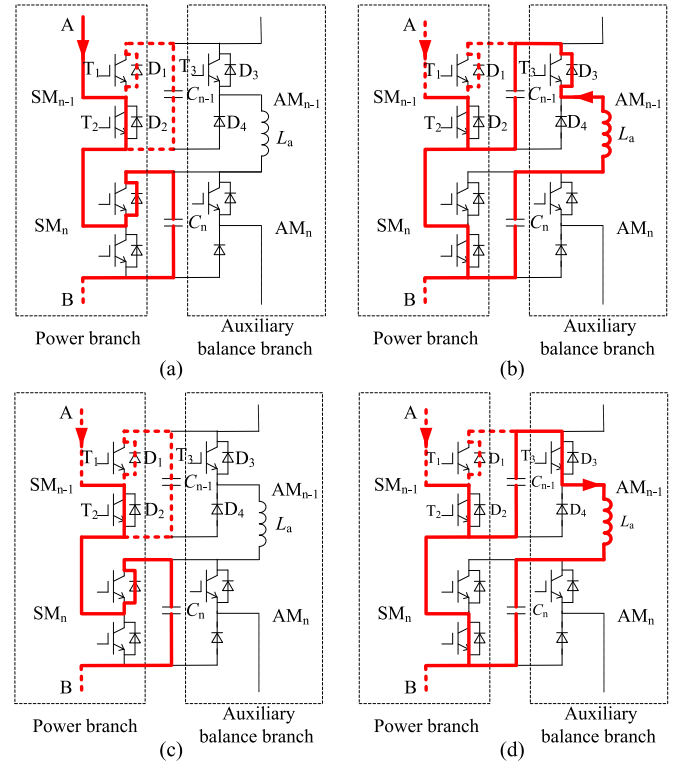 A
T1 D1 T3 D3
SMn-1 Cn-1 AMn-1
T2 D2 D4 La
SMn Cn AMn
B
Power branch
Auxiliary
balance branch
(a)
A
T1 D1 T3 D3
SMn-1 Cn-1 AMn-1
T2 D2 D4 La
SMn Cn AMn
B
Power branch
Auxiliary
balance branch
(b)
A
T1 D1 T3 D3
SMn-1 Cn-1 AMn-1
T2 D2 D4 La
SMn Cn AMn
B
Power branch
Auxiliary
balance branch
(c)
A
T1 D1 T3 D3
SMn-1 Cn-1 AMn-1
T2 D2 D4 La
SMn Cn AMn
B
Power branch
Auxiliary
balance branch
(d)